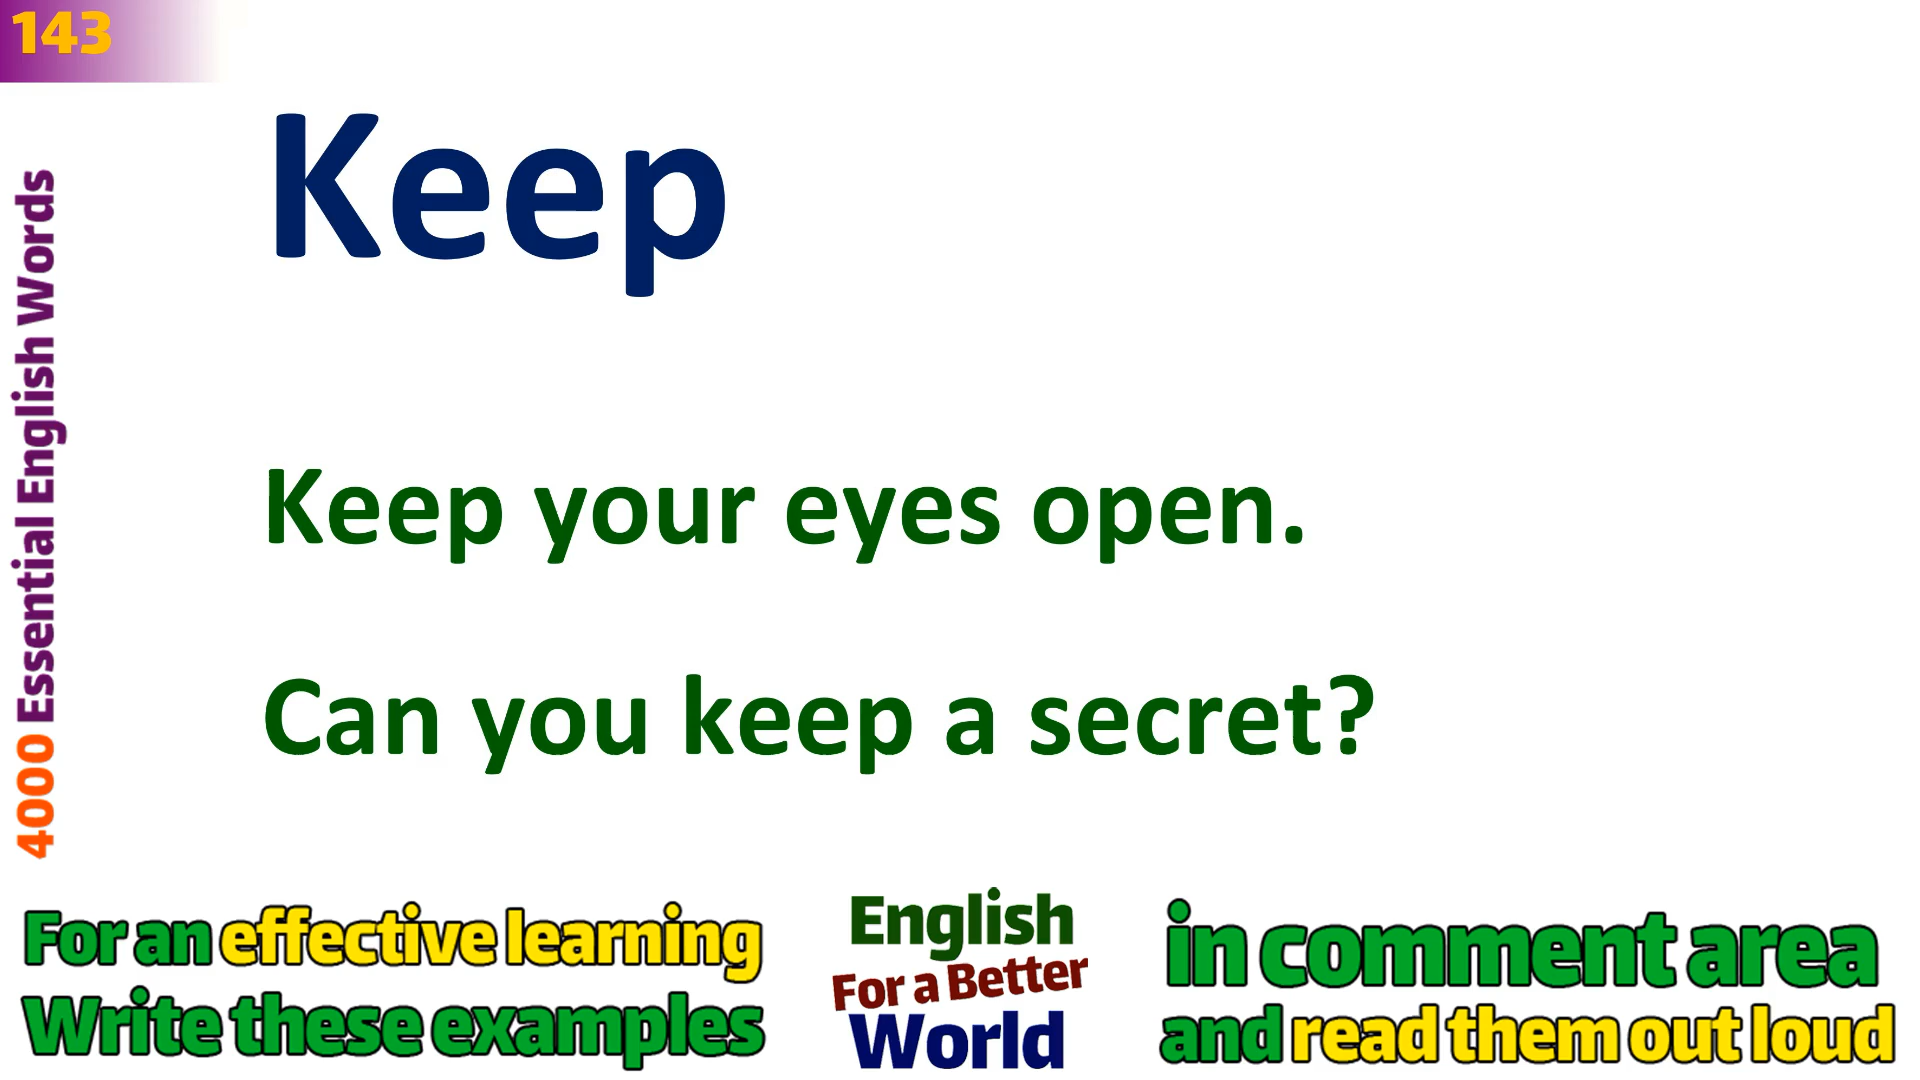 143
4000 Essential English Words
Keep
Keep your eyes open.
Can you keep a secret?
For an effective learning
Write these examples
English
For a Better
World
in comment area
and read them out loud